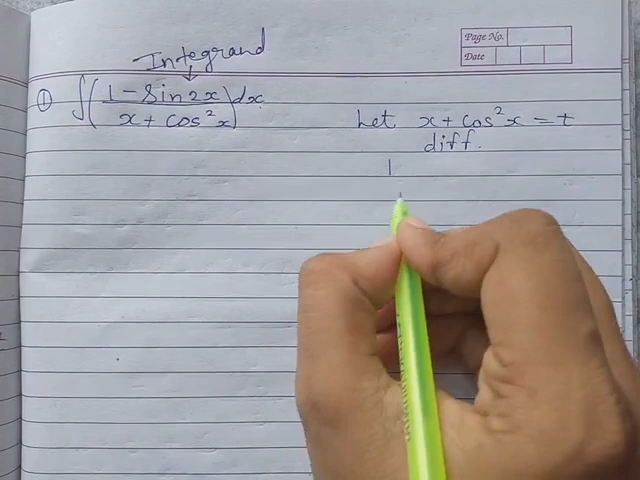 Integrand
Page No.
Date
① ∫(1 - Sin 2x / x + cos²x)dx
Let x + cos²x = t
diff.
1